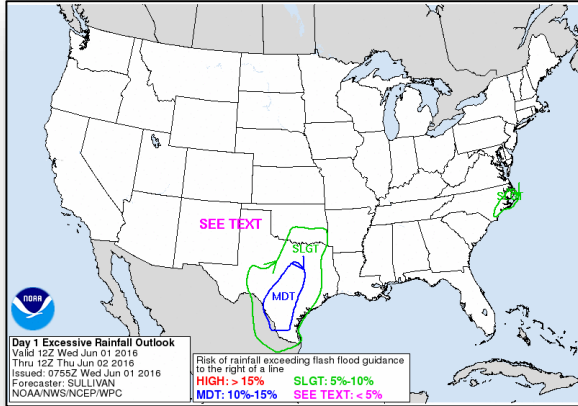 SLGT
SEE TEXT
SLGT
MDT
NOAA
Day 1 Excessive Rainfall Outlook
Valid 12Z Wed Jun 01 2016
Thru 12Z Thu Jun 02 2016
Issued: 0755Z Wed Jun 01 2016
Forecaster: SULLIVAN
NOAA/NWS/NCEP/WPC
Risk of rainfall exceeding flash flood guidance
to the right of a line
HIGH: > 15% SLGT: 5%-10%
MDT: 10%-15% SEE TEXT: < 5%